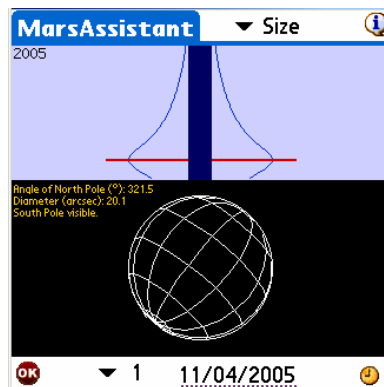 MarsAssistant Size
2005
Angle of North Pole (°): 321.5
Diameter (arcsec): 20.1
South Pole visible.
OK 1 11/04/2005